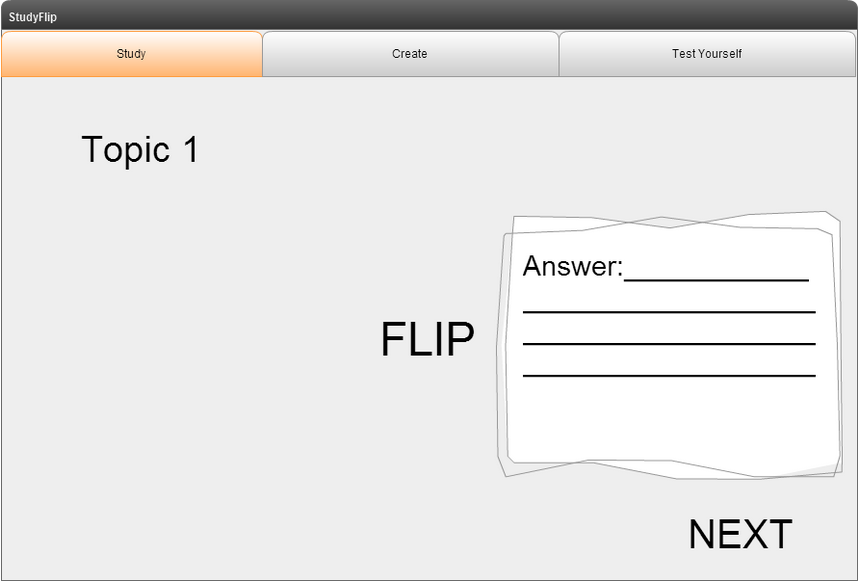 StudyFlip
Study Create Test Yourself
Topic 1
Answer:
FLIP
NEXT